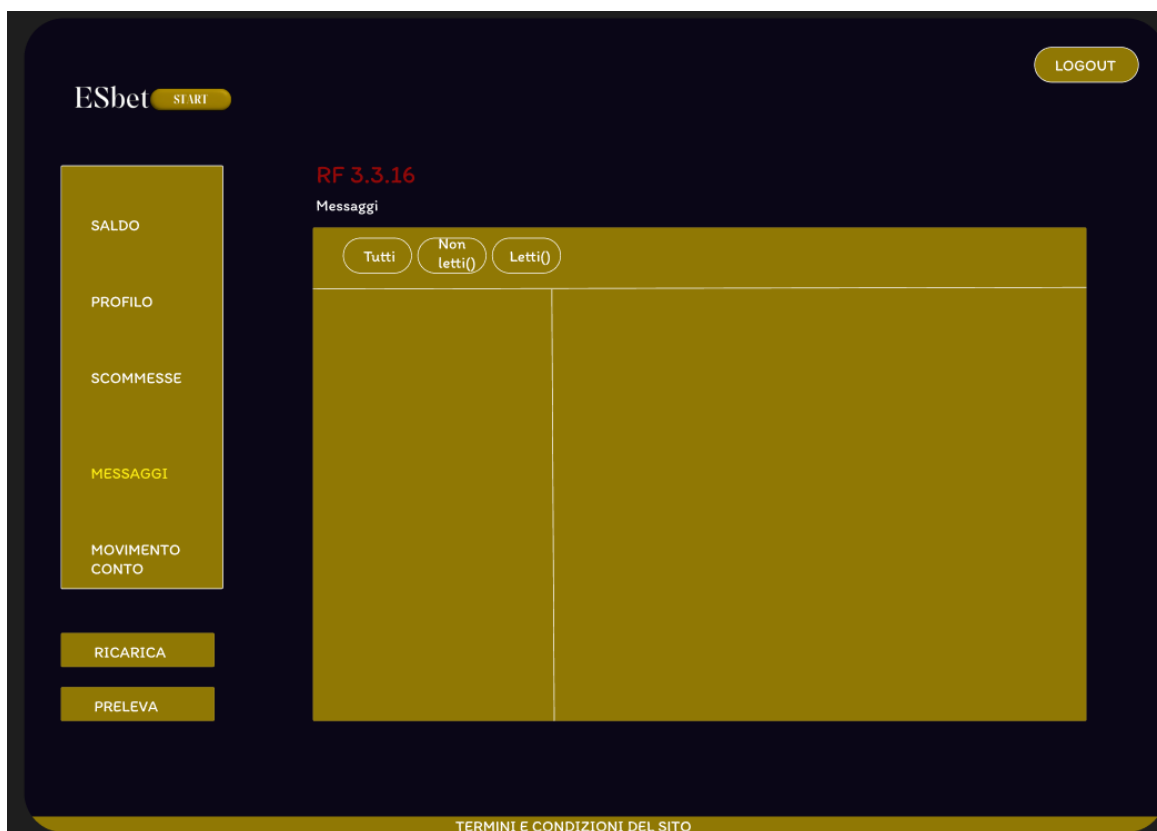 LOGOUT
ESbet START
RF 3.3.16
Messaggi
SALDO
Tutti
Non
letti()
Letti()
PROFILO
SCOMMESSE
MESSAGGI
MOVIMENTO
CONTO
RICARICA
PRELEVA
TERMINI E CONDIZIONI DEL SITO